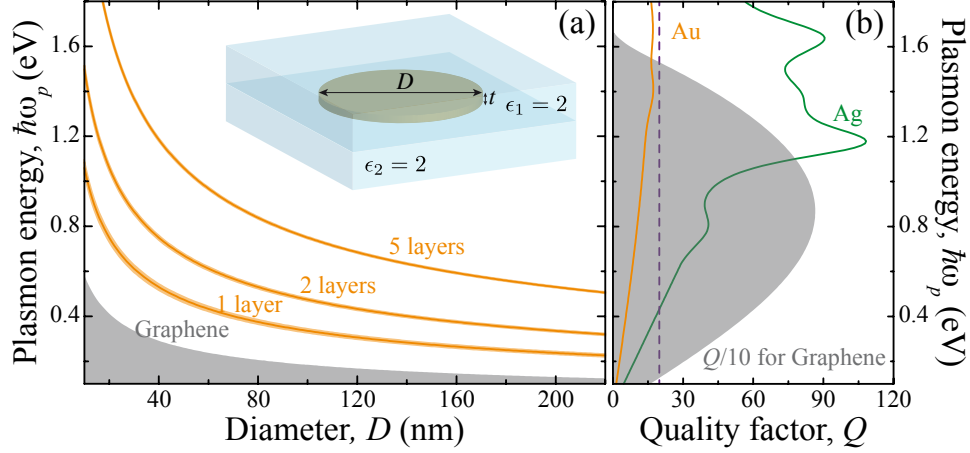 (a)
Plasmon energy, ħω_p (eV)
1.6
1.2
0.8
0.4
D
t
ϵ₁ = 2
ϵ₂ = 2
5 layers
2 layers
1 layer
Graphene
40 80 120 160 200
Diameter, D (nm)
(b)
Au
Ag
Q/10 for Graphene
0 30 60 90 120
Quality factor, Q
1.6
1.2
0.8
0.4
Plasmon energy, ħω_p (eV)